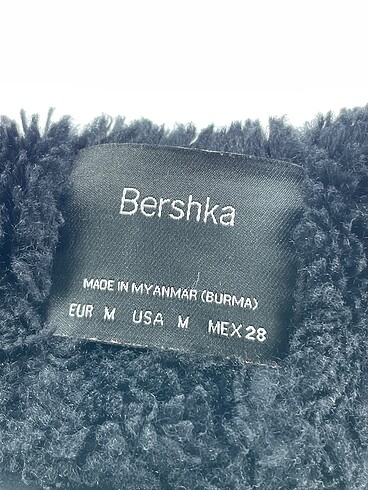 Bershka
MADE IN MYANMAR (BURMA)
EUR M USA M MEX 28